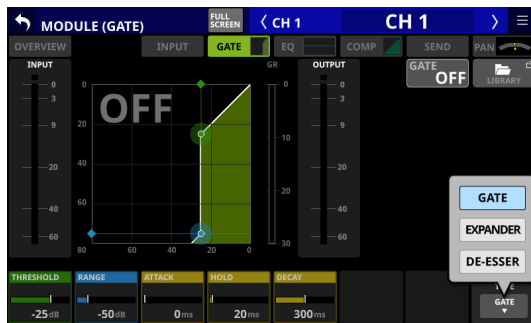 MODULE (GATE)
FULL SCREEN
CH 1
CH 1
OVERVIEW
INPUT
GATE
EQ
COMP
SEND
PAN
INPUT
GR
OUTPUT
GATE
OFF
LIBRARY
OFF
0
3
9
20
40
60
0
20
40
60
80
60
40
20
0
0
10
20
30
0
3
9
20
40
60
GATE
EXPANDER
DE-ESSER
THRESHOLD
RANGE
ATTACK
HOLD
DECAY
-25dB
-50dB
0ms
20ms
300ms
GATE